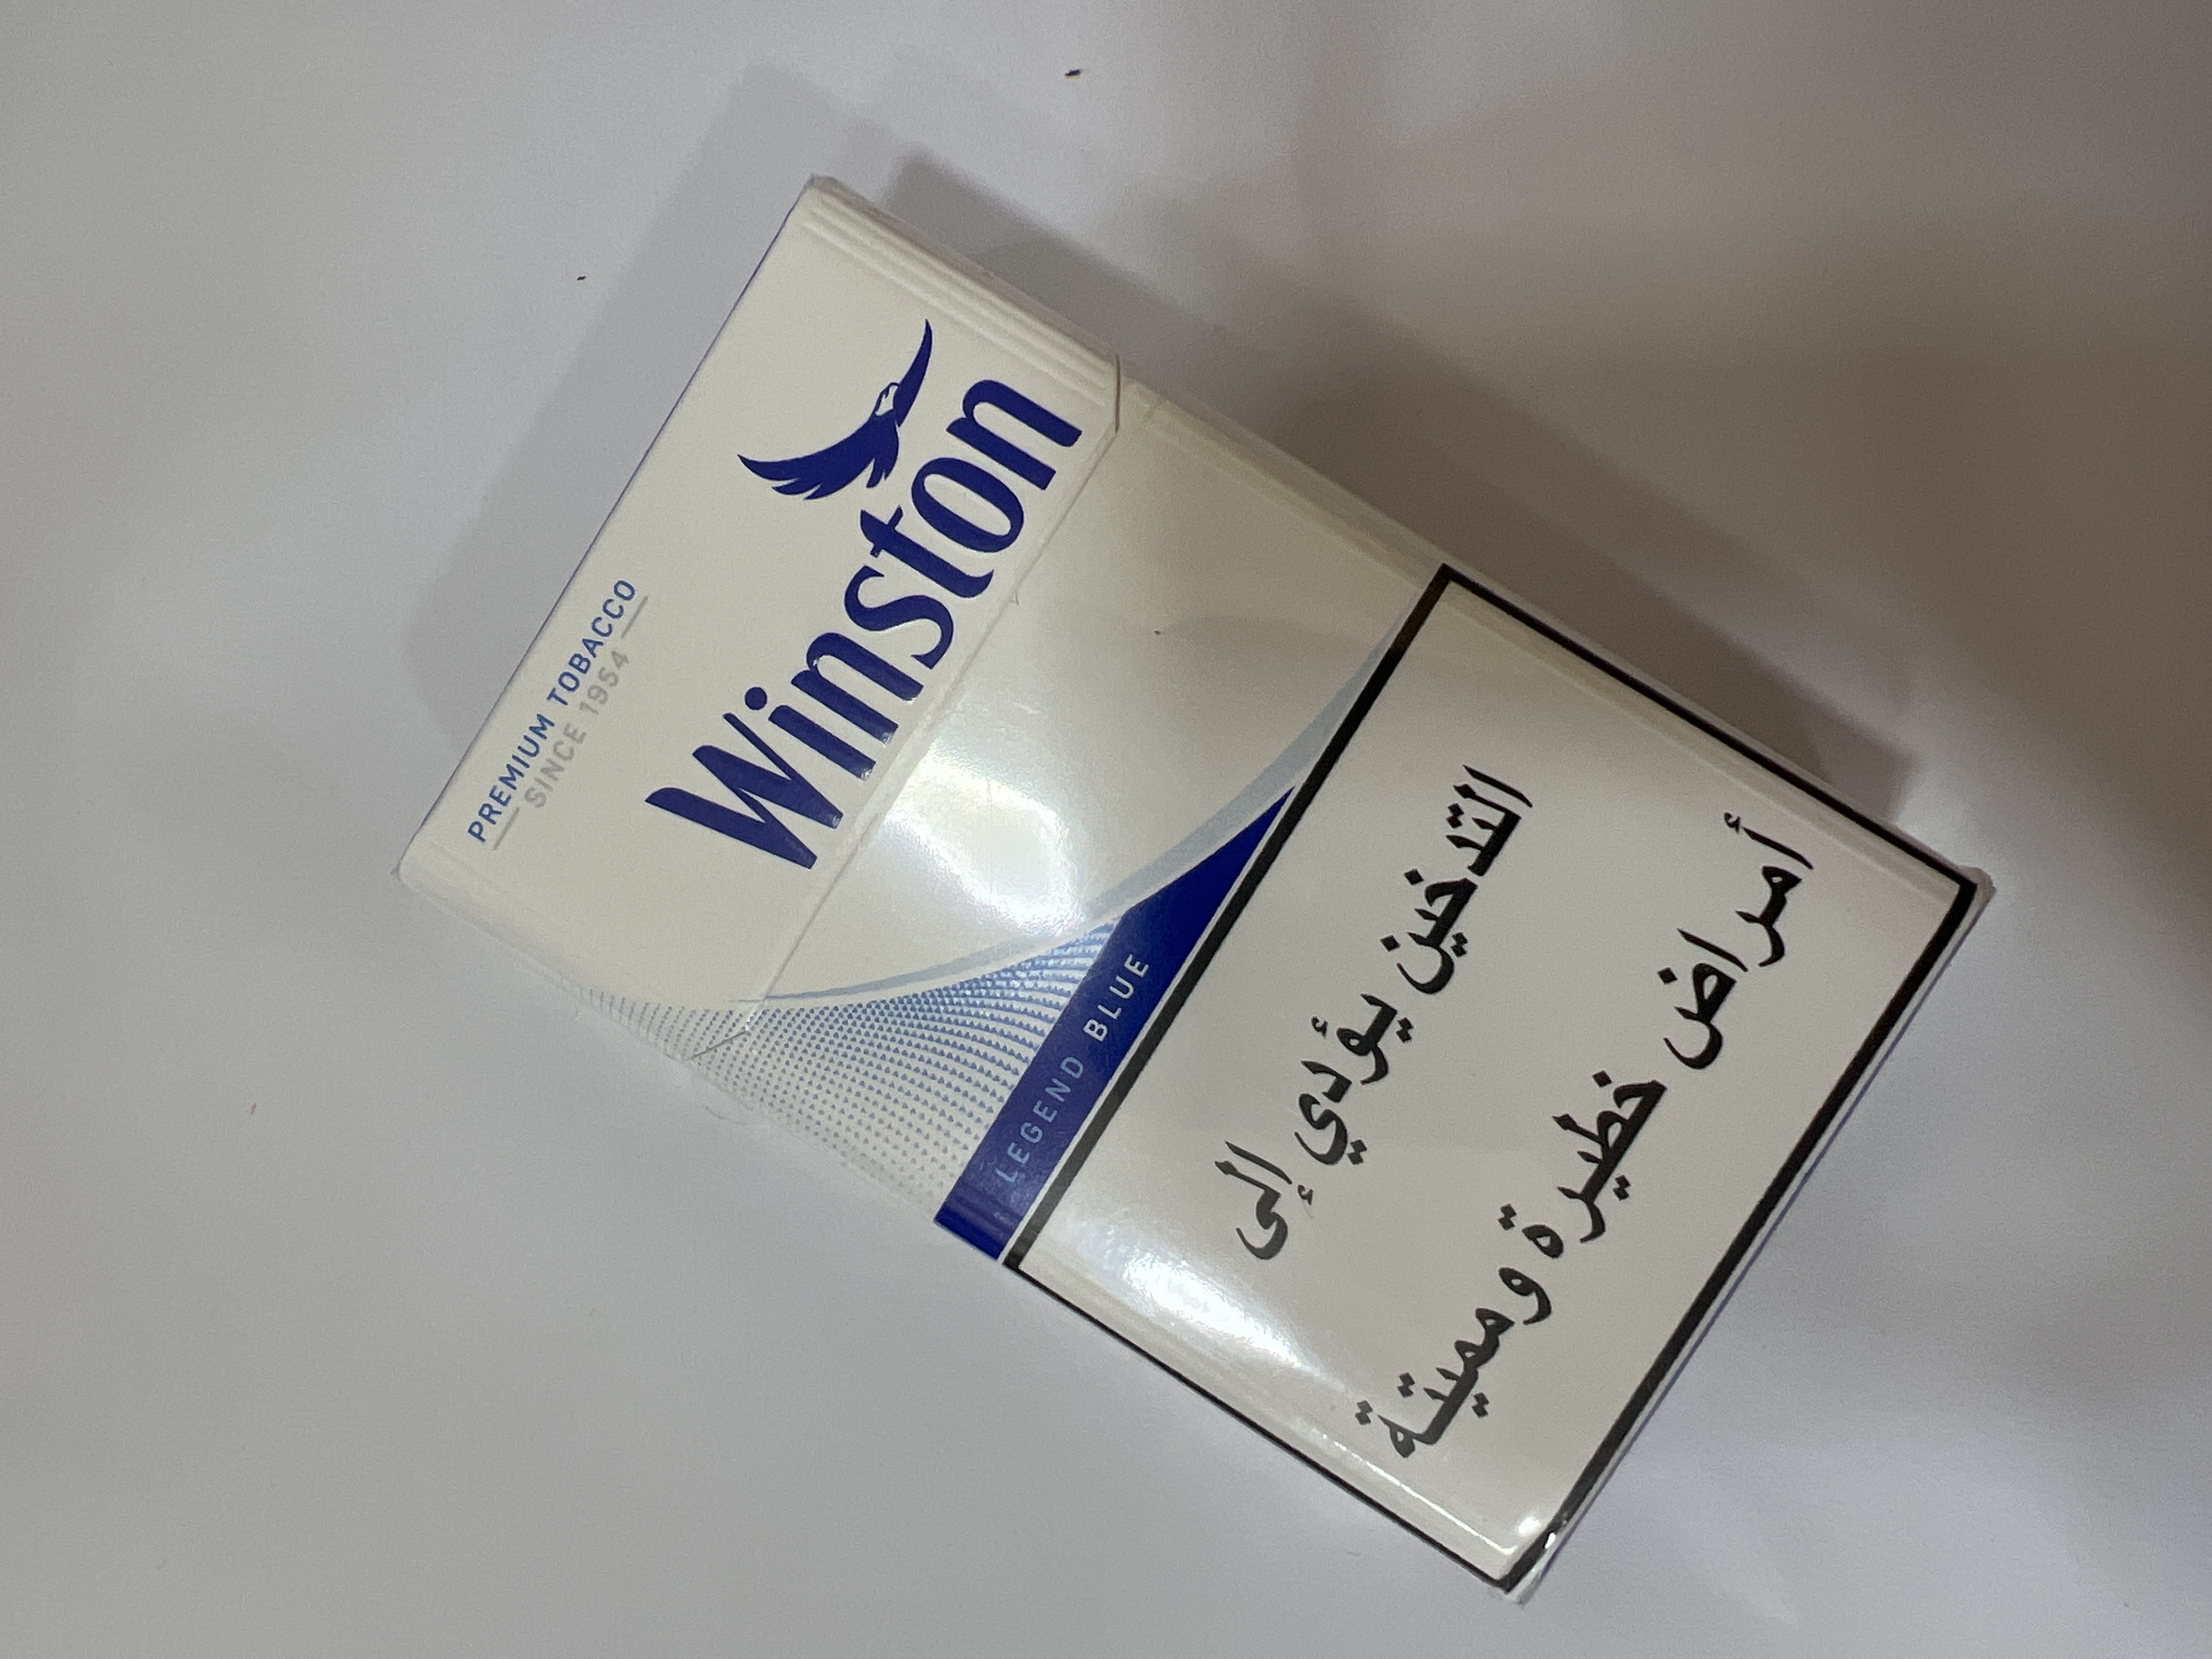 PREMIUM TOBACCO
SINCE 1954
Winston
LEGEND BLUE
التدخين يؤدي إلى
أمراض خطيرة ومميتة